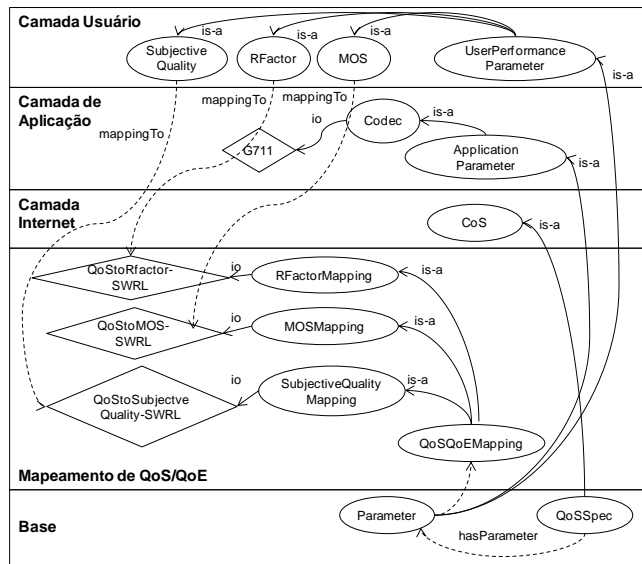 Camada Usuário
is-a
is-a
is-a
Subjective
Quality
RFactor
MOS
UserPerformance
Parameter
is-a
Camada de
Aplicação
mappingTo
mappingTo
mappingTo
io
Codec
is-a
G711
Application
Parameter
is-a
Camada
Internet
CoS
is-a
QoStoRfactor-
SWRL
io
RFactorMapping
is-a
QoStoMOS-
SWRL
io
MOSMapping
is-a
QoStoSubjectve
Quality-SWRL
io
SubjectiveQuality
Mapping
is-a
QoSQoEMapping
Mapeamento de QoS/QoE
Base
Parameter
QoSSpec
hasParameter